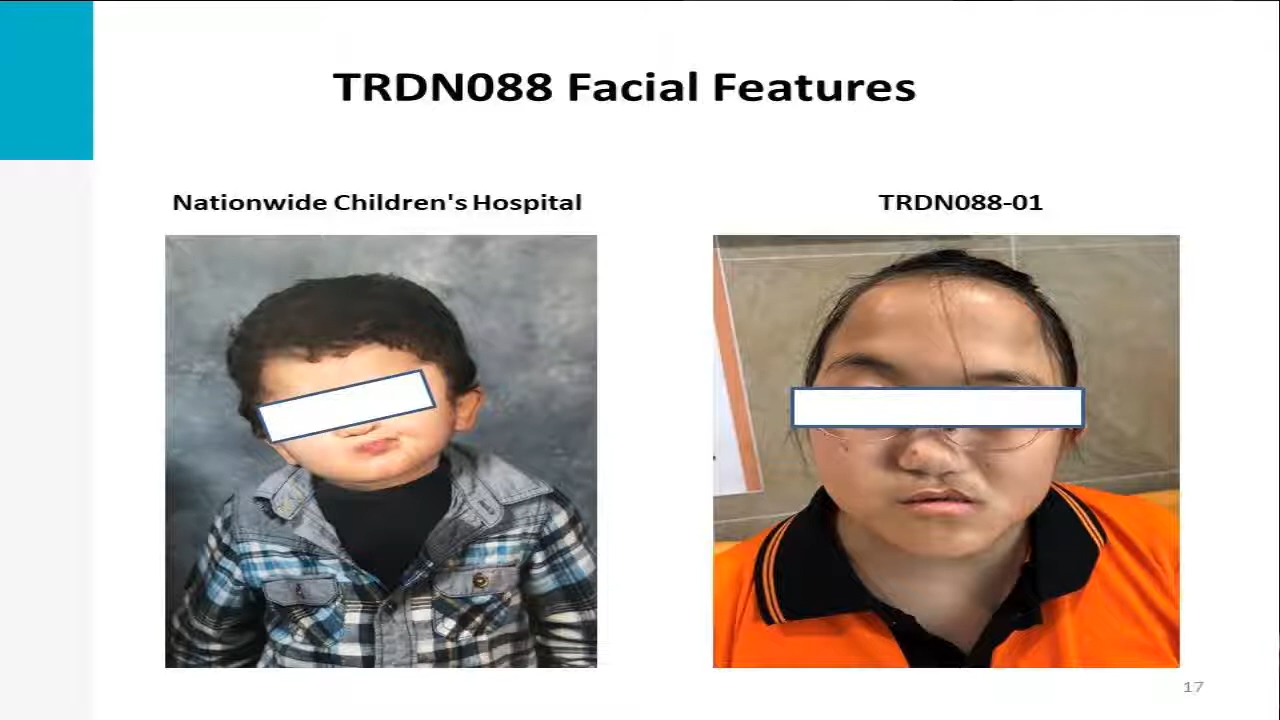 TRDN088 Facial Features
Nationwide Children's Hospital
TRDN088-01
17